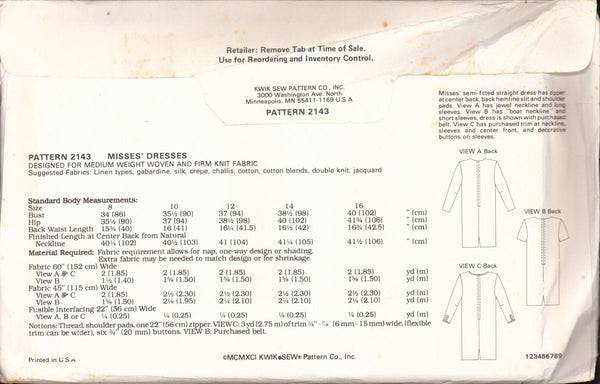 Retailer: Remove Tab at Time of Sale.
Use for Reordering and Inventory Control.
KWIK SEW PATTERN CO., INC.
3000 Washington Ave. North
Minneapolis, MN 55411-1169 U.S.A.
PATTERN 2143
Misses' semi-fitted straight dress has zipper
at center back, back hemline slit and shoulder
pads. View A has jewel neckline and long
sleeves. View B has "boat neckline" and
short sleeves, dress is shown with purchased
belt. View C has purchased trim at neckline,
sleeves and center front, and decorative
buttons on sleeves.
PATTERN 2143 MISSES' DRESSES
DESIGNED FOR MEDIUM WEIGHT WOVEN AND FIRM KNIT FABRIC
Suggested Fabrics: Linen types, gabardine, silk, crepe, challis, cotton, cotton blends, double knit, jacquard
Standard Body Measurements:
Size 8 10 12 14 16
Bust 34 (86) 35½ (90) 37 (94) 38½ (98) 40 (102) " (cm)
Hip 35½ (90) 37 (94) 38½ (98) 40 (102) 41¾ (106) " (cm)
Back Waist Length 15¾ (40) 16 (41) 16¼ (41.5) 16½ (42) 16¾ (42.5) " (cm)
Finished Length at Center Back from Natural
Neckline 40¼ (102) 40½ (103) 41 (104) 41¼ (105) 41½ (106) " (cm)
Material Required: Fabric requirement allows for nap, one-way design or shading.
Extra fabric may be needed to match design or for shrinkage.
Fabric 60" (152 cm) Wide
View A & C 2 (1.85) 2 (1.85) 2 (1.85) 2 (1.85) 2 (1.85) yd (m)
View B 1½ (1.40) 1⅝ (1.50) 1⅝ (1.50) 1⅝ (1.50) 1⅝ (1.50) yd (m)
Fabric 45" (115 cm) Wide
View A & C 2 (1.85) 2½ (2.30) 2½ (2.30) 2½ (2.30) 2½ (2.30) yd (m)
View B 1⅝ (1.50) 2⅛ (1.95) 2¼ (2.10) 2¼ (2.10) 2¼ (2.10) yd (m)
Fusible Interfacing 22" (56 cm) Wide
View A, B or C ¼ (0.25) ¼ (0.25) ¼ (0.25) ¼ (0.25) ¼ (0.25) yd (m)
Notions: Thread, shoulder pads, one 22" (56 cm) zipper. VIEW C: 3 yd (2.75 m) of trim ¼" - ⅝ (6 mm - 15 mm) wide, (flexible
trim can be wider), six ¾" (20 mm) buttons. VIEW B: Purchased belt.
VIEW A Back
VIEW B Back
VIEW C Back
Printed in U.S.A
©MCMXCI KWIK•SEW• Pattern Co., Inc.
123456789